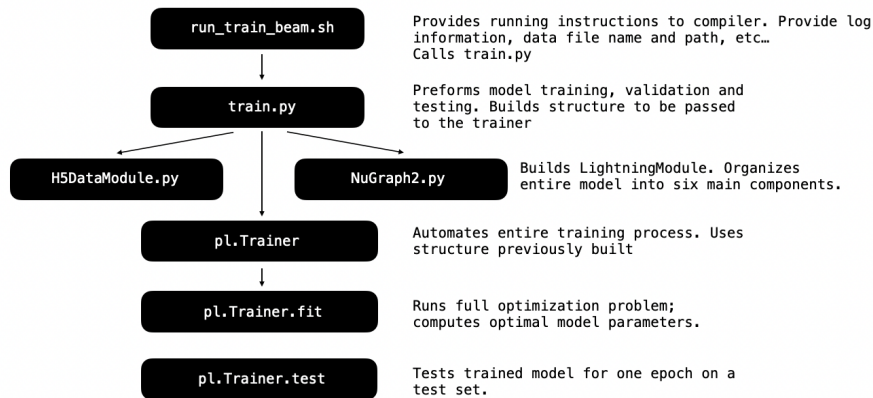 run_train_beam.sh
Provides running instructions to compiler. Provide log
information, data file name and path, etc…
Calls train.py
train.py
Preforms model training, validation and
testing. Builds structure to be passed
to the trainer
H5DataModule.py
NuGraph2.py
Builds LightningModule. Organizes
entire model into six main components.
pl.Trainer
Automates entire training process. Uses
structure previously built
pl.Trainer.fit
Runs full optimization problem;
computes optimal model parameters.
pl.Trainer.test
Tests trained model for one epoch on a
test set.